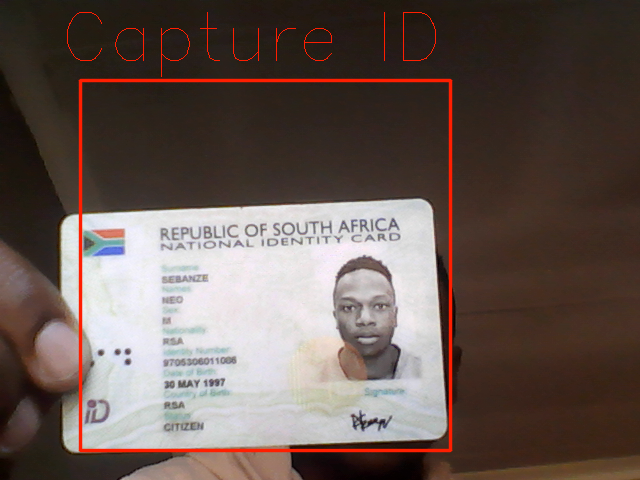 Capture ID
REPUBLIC OF SOUTH AFRICA
NATIONAL IDENTITY CARD
Surname
SEBANZE
Names
NEO
Sex
M
Nationality
RSA
Identity Number
Date of Birth
30 MAY 1997
Country of Birth
RSA
Status
CITIZEN
Signature
iD